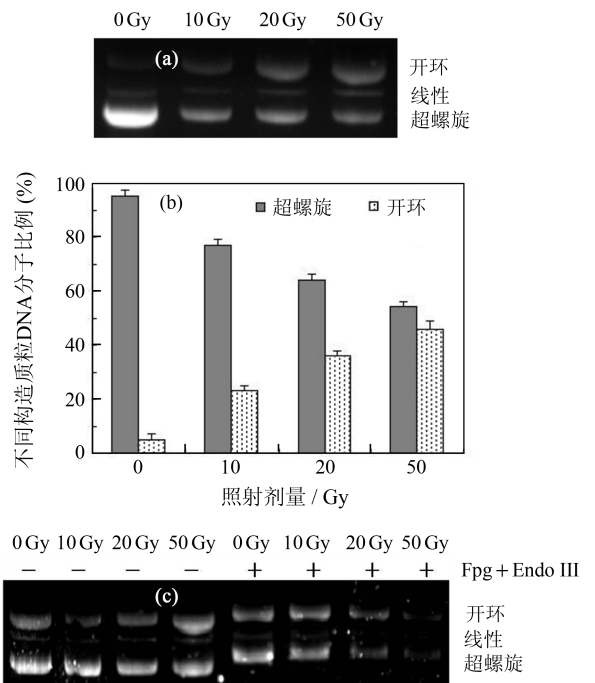 0 Gy 10 Gy 20 Gy 50 Gy
(a)
开环
线性
超螺旋
不同构造质粒DNA分子比例 (%)
100
80
60
40
20
0
(b)
超螺旋 开环
0 10 20 50
照射剂量 / Gy
0 Gy 10 Gy 20 Gy 50 Gy 0 Gy 10 Gy 20 Gy 50 Gy
− − − − + + + + Fpg+Endo III
(c)
开环
线性
超螺旋